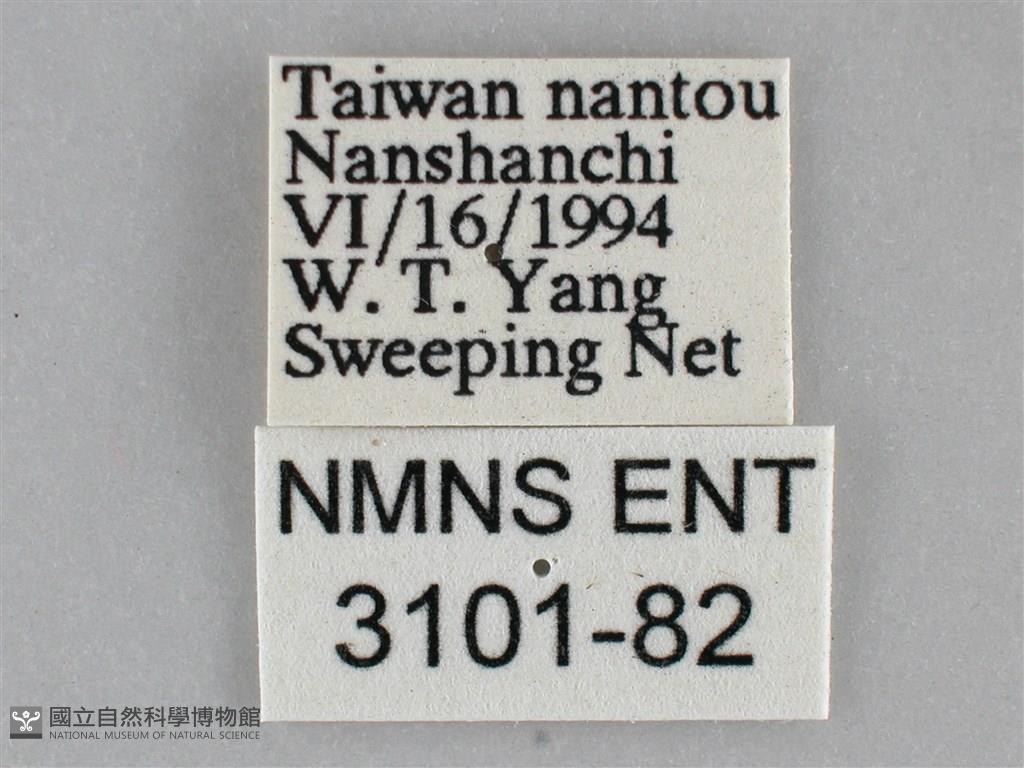 Taiwan nantou
Nanshanchi
VI/16/1994
W. T. Yang
Sweeping Net
NMNS ENT
3101-82
國立自然科學博物館
NATIONAL MUSEUM OF NATURAL SCIENCE